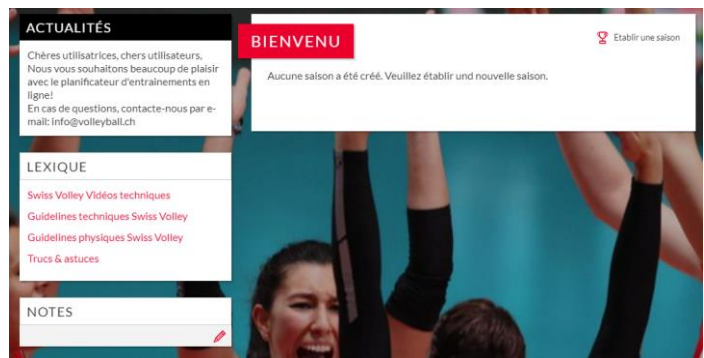 ACTUALITÉS
Chères utilisatrices, chers utilisateurs,
Nous vous souhaitons beaucoup de plaisir
avec le planificateur d'entrainements en
ligne!
En cas de questions, contacte-nous par e-
mail: info@volleyball.ch
BIENVENU
Etablir une saison
Aucune saison a été créé. Veuillez établir und nouvelle saison.
LEXIQUE
Swiss Volley Vidéos techniques
Guidelines techniques Swiss Volley
Guidelines physiques Swiss Volley
Trucs & astuces
NOTES